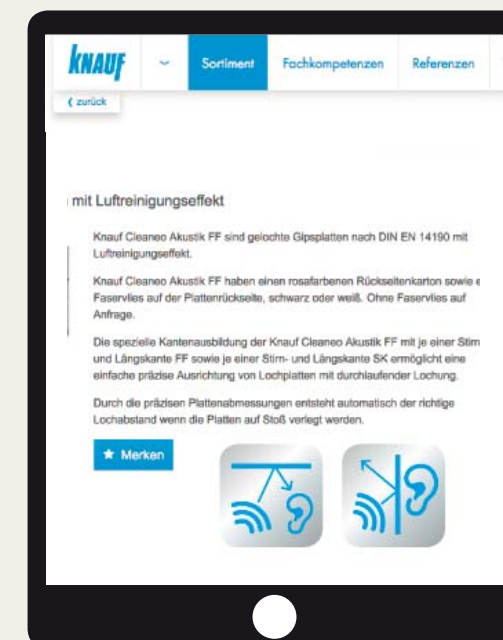 KNAUF
Sortiment
Fachkompetenzen
Referenzen
zurück
mit Luftreinigungseffekt
Knauf Cleaneo Akustik FF sind gelochte Gipsplatten nach DIN EN 14190 mit
Luftreinigungseffekt.
Knauf Cleaneo Akustik FF haben einen rosafarbenen Rückseitenkarton sowie e
Faservlies auf der Plattenrückseite, schwarz oder weiß. Ohne Faservlies auf
Anfrage.
Die spezielle Kantenausbildung der Knauf Cleaneo Akustik FF mit je einer Stirn
und Längskante FF sowie je einer Stirn- und Längskante SK ermöglicht eine
einfache präzise Ausrichtung von Lochplatten mit durchlaufender Lochung.
Durch die präzisen Plattenabmessungen entsteht automatisch der richtige
Lochabstand wenn die Platten auf Stoß verlegt werden.
Merken